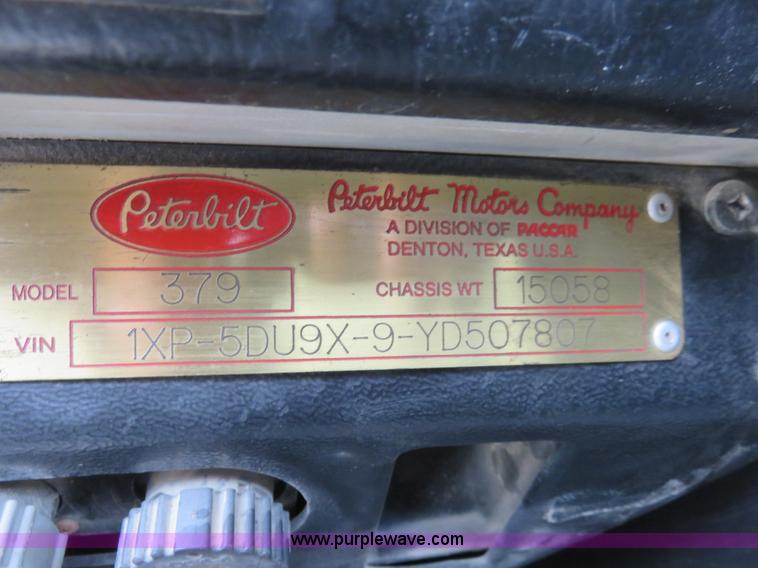 Peterbilt
Peterbilt Motors Company
A DIVISION OF PACCAR
DENTON, TEXAS U.S.A.
MODEL 379 CHASSIS WT 15058
VIN 1XP-5DU9X-9-YD507807
www.purplewave.com